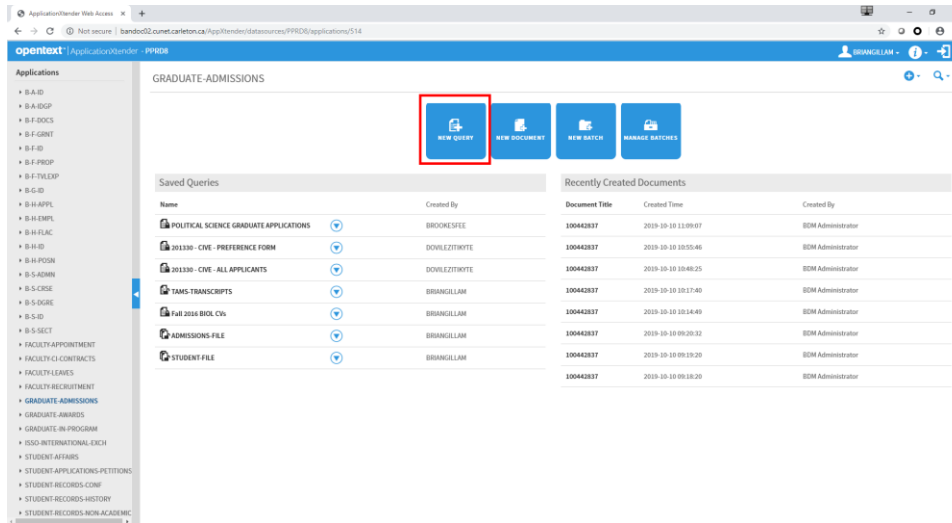 ApplicationXtender Web Access
Not secure | bandoc02.cunet.carleton.ca/AppXtender/datasources/PPRDB/applications/514
opentext™ | ApplicationXtender - PPRDB
BRIANGILLAM
Applications
B-A-ID
B-A-IDGP
B-F-DOCS
B-F-GRNT
B-F-ID
B-F-PROP
B-F-TVLEXP
B-G-ID
B-H-APPL
B-H-EMPL
B-H-FLAC
B-H-ID
B-H-POSN
B-S-ADMN
B-S-CRSE
B-S-DGRE
B-S-ID
B-S-SECT
FACULTY-APPOINTMENT
FACULTY-CI-CONTRACTS
FACULTY-LEAVES
FACULTY-RECRUITMENT
GRADUATE-ADMISSIONS
GRADUATE-AWARDS
GRADUATE-IN-PROGRAM
ISSO-INTERNATIONAL-EXCH
STUDENT-AFFAIRS
STUDENT-APPLICATIONS-PETITIONS
STUDENT-RECORDS-CONF
STUDENT-RECORDS-HISTORY
STUDENT-RECORDS-NON-ACADEMIC
GRADUATE-ADMISSIONS
NEW QUERY
NEW DOCUMENT
NEW BATCH
MANAGE BATCHES
Saved Queries
Name Created By
POLITICAL SCIENCE GRADUATE APPLICATIONS BROOKESFEE
201330 - CIVE - PREFERENCE FORM DOVILEZITIKYTE
201330 - CIVE - ALL APPLICANTS DOVILEZITIKYTE
TAMS-TRANSCRIPTS BRIANGILLAM
Fall 2016 BIOL CVs BRIANGILLAM
ADMISSIONS-FILE BRIANGILLAM
STUDENT-FILE BRIANGILLAM
Recently Created Documents
Document Title Created Time Created By
100442837 2019-10-10 11:09:07 BDM Administrator
100442837 2019-10-10 10:55:46 BDM Administrator
100442837 2019-10-10 10:48:25 BDM Administrator
100442837 2019-10-10 10:17:40 BDM Administrator
100442837 2019-10-10 10:14:49 BDM Administrator
100442837 2019-10-10 09:20:32 BDM Administrator
100442837 2019-10-10 09:19:20 BDM Administrator
100442837 2019-10-10 09:18:20 BDM Administrator